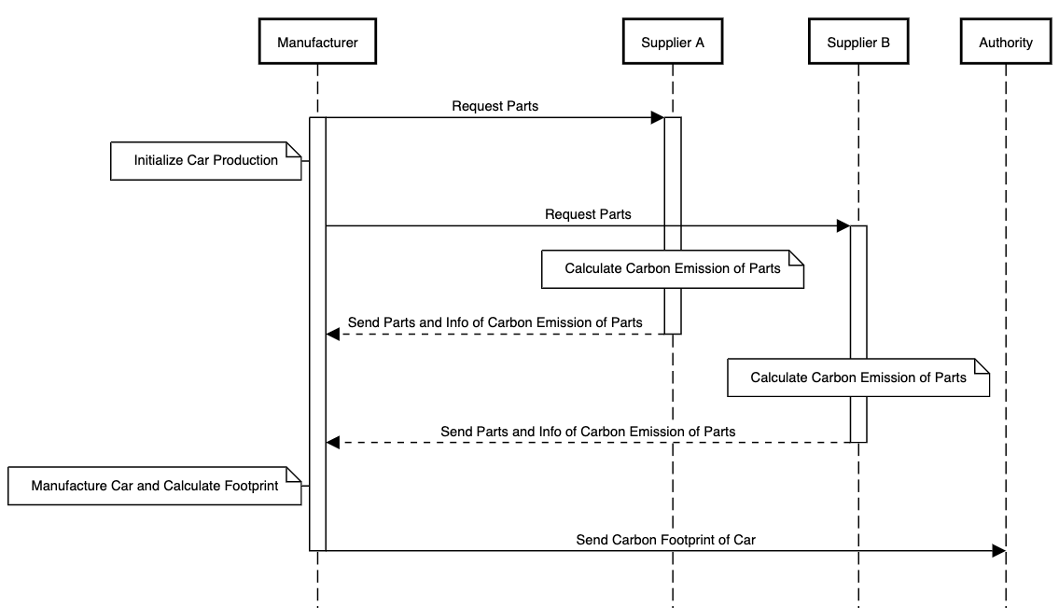 Manufacturer
Supplier A
Supplier B
Authority
Request Parts
Initialize Car Production
Request Parts
Calculate Carbon Emission of Parts
Send Parts and Info of Carbon Emission of Parts
Calculate Carbon Emission of Parts
Send Parts and Info of Carbon Emission of Parts
Manufacture Car and Calculate Footprint
Send Carbon Footprint of Car